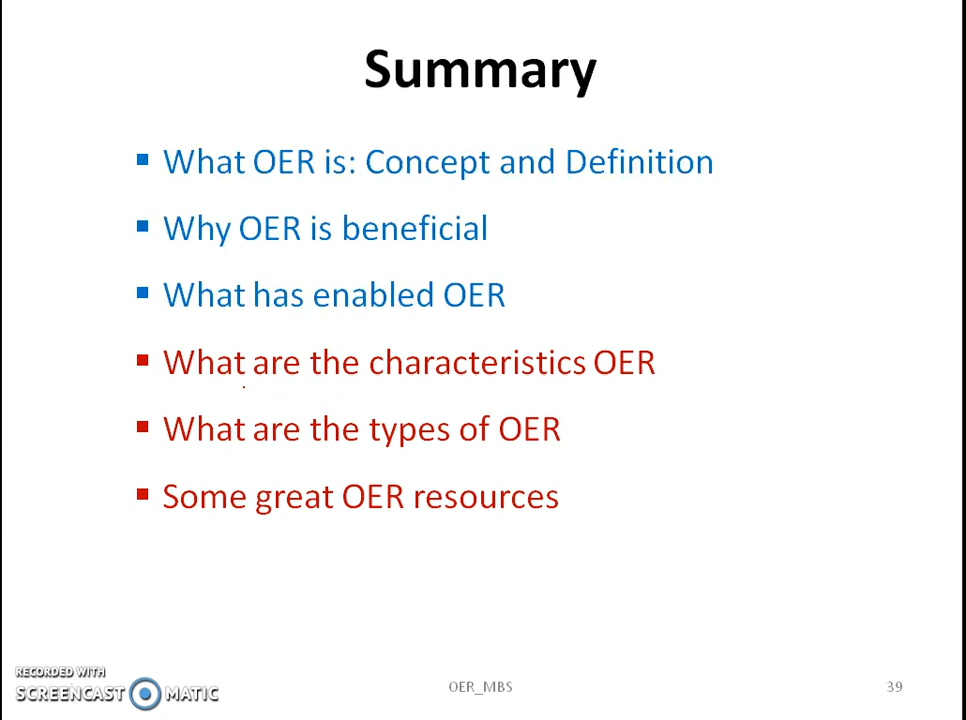 Summary
What OER is: Concept and Definition
Why OER is beneficial
What has enabled OER
What are the characteristics OER
What are the types of OER
Some great OER resources
RECORDED WITH
SCREENCAST MATIC
OER_MBS
39